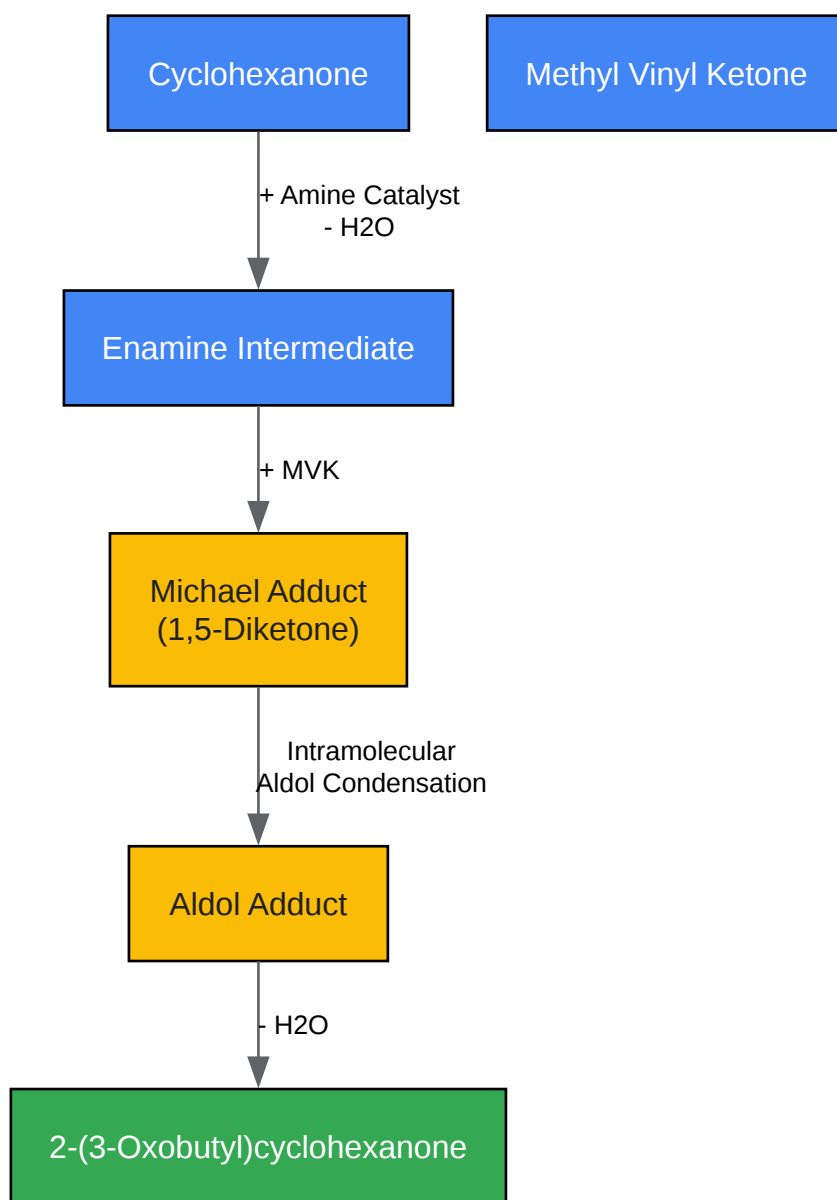 Cyclohexanone
Methyl Vinyl Ketone
+ Amine Catalyst
- H2O
Enamine Intermediate
+ MVK
Michael Adduct
(1,5-Diketone)
Intramolecular
Aldol Condensation
Aldol Adduct
- H2O
2-(3-Oxobutyl)cyclohexanone